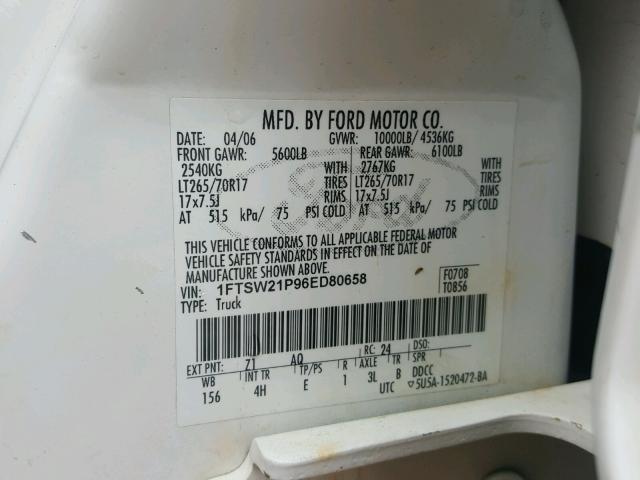 MFD. BY FORD MOTOR CO.
DATE: 04/06 GVWR: 10000LB/ 4536KG
FRONT GAWR: 5600LB REAR GAWR: 6100LB
2540KG WITH 2767KG WITH
LT265/70R17 TIRES LT265/70R17 TIRES
17x7.5J RIMS 17x7.5J RIMS
AT 515 kPa/ 75 PSI COLD AT 515 kPa/ 75 PSI COLD
THIS VEHICLE CONFORMS TO ALL APPLICABLE FEDERAL MOTOR
VEHICLE SAFETY STANDARDS IN EFFECT ON THE DATE OF
MANUFACTURE SHOWN ABOVE.
VIN: 1FTSW21P96ED80658 F0708
TYPE: Truck T0856
EXT PNT: Z1 AQ RC: 24 DSO:
WB INT TR TP/PS R AXLE TR SPR
156 4H E 1 3L B DDCC
UTC ▽5U5A-1520472-BA
Ford